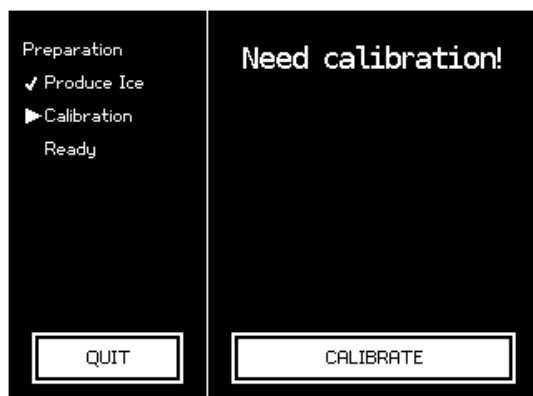 Preparation
✓ Produce Ice
▶Calibration
Ready
QUIT
Need calibration!
CALIBRATE